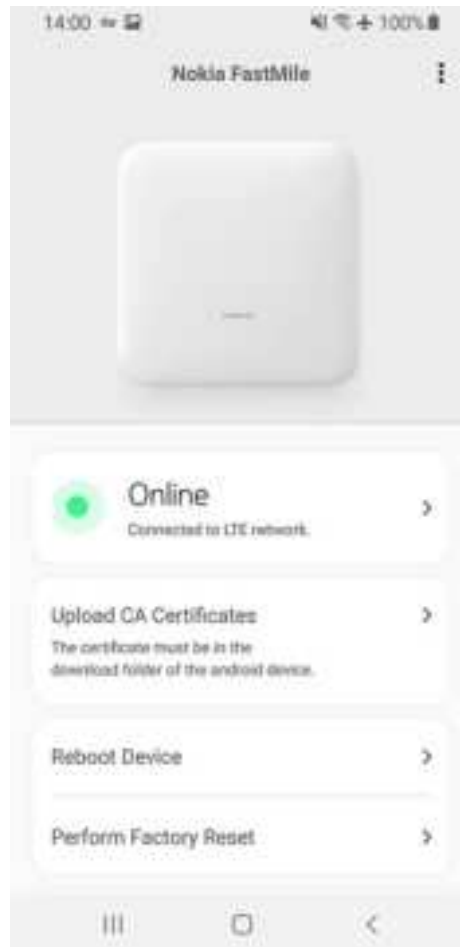 14:00
100%
Nokia FastMile
Online
Connected to LTE network.
Upload CA Certificates
The certificate must be in the
download folder of the android device.
Reboot Device
Perform Factory Reset